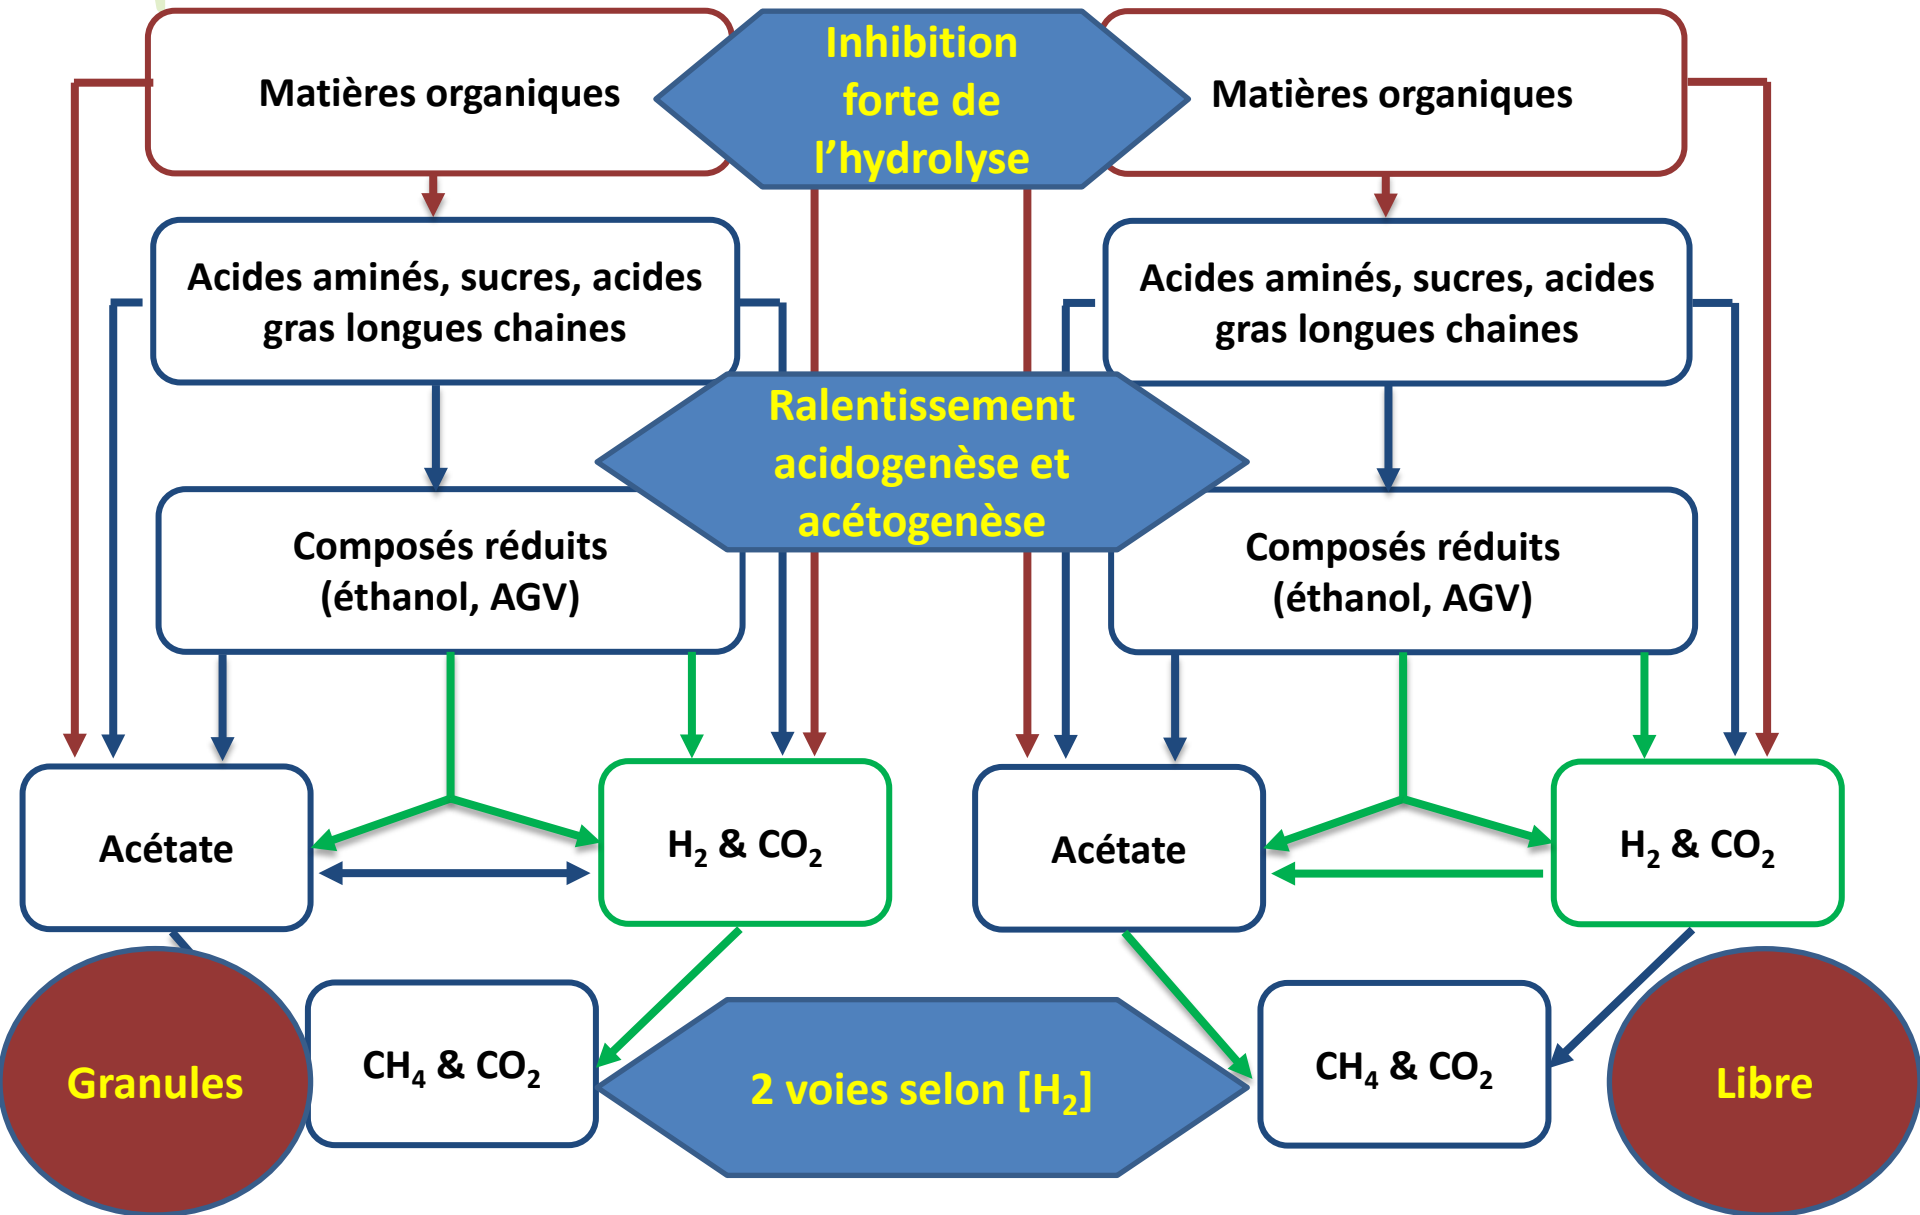 Matières organiques
Inhibition
forte de
l’hydrolyse
Matières organiques
Acides aminés, sucres, acides
gras longues chaines
Acides aminés, sucres, acides
gras longues chaines
Ralentissement
acidogenèse et
acétogenèse
Composés réduits
(éthanol, AGV)
Composés réduits
(éthanol, AGV)
Acétate
H₂ & CO₂
Acétate
H₂ & CO₂
Granules
CH₄ & CO₂
2 voies selon [H₂]
CH₄ & CO₂
Libre